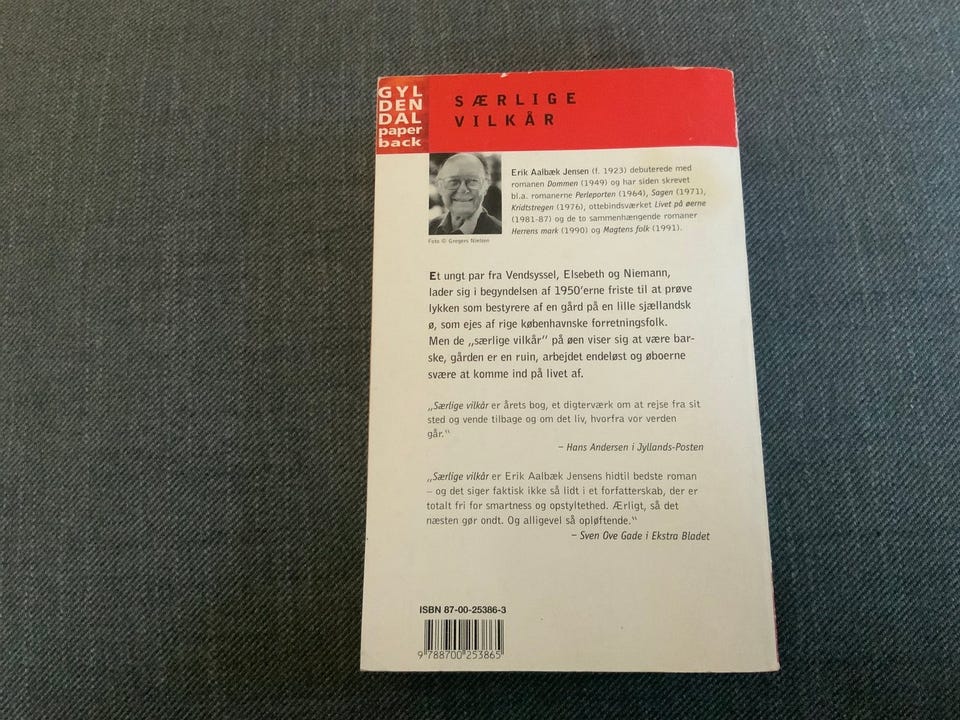 GYL
DEN
DAL
paper
back
SÆRLIGE
VILKÅR
Erik Aalbæk Jensen (f. 1923) debuterede med
romanen Dommen (1949) og har siden skrevet
bl.a. romanerne Perleporten (1964), Sagen (1971),
Kridtstregen (1976), ottebindsværket Livet på øerne
(1981-87) og de to sammenhængende romaner
Herrens mark (1990) og Magtens folk (1991).
Foto © Gregers Nielsen
Et ungt par fra Vendsyssel, Elsebeth og Niemann,
lader sig i begyndelsen af 1950'erne friste til at prøve
lykken som bestyrere af en gård på en lille sjællandsk
ø, som ejes af rige københavnske forretningsfolk.
Men de „særlige vilkår" på øen viser sig at være bar-
ske, gården er en ruin, arbejdet endeløst og øboerne
svære at komme ind på livet af.
„Særlige vilkår er årets bog, et digterværk om at rejse fra sit
sted og vende tilbage og om det liv, hvorfra vor verden
går."
– Hans Andersen i Jyllands-Posten
„Særlige vilkår er Erik Aalbæk Jensens hidtil bedste roman
– og det siger faktisk ikke så lidt i et forfatterskab, der er
totalt fri for smartness og opstyltethed. Ærligt, så det
næsten gør ondt. Og alligevel så opløftende."
– Sven Ove Gade i Ekstra Bladet
ISBN 87-00-25386-3
9 788700 253865